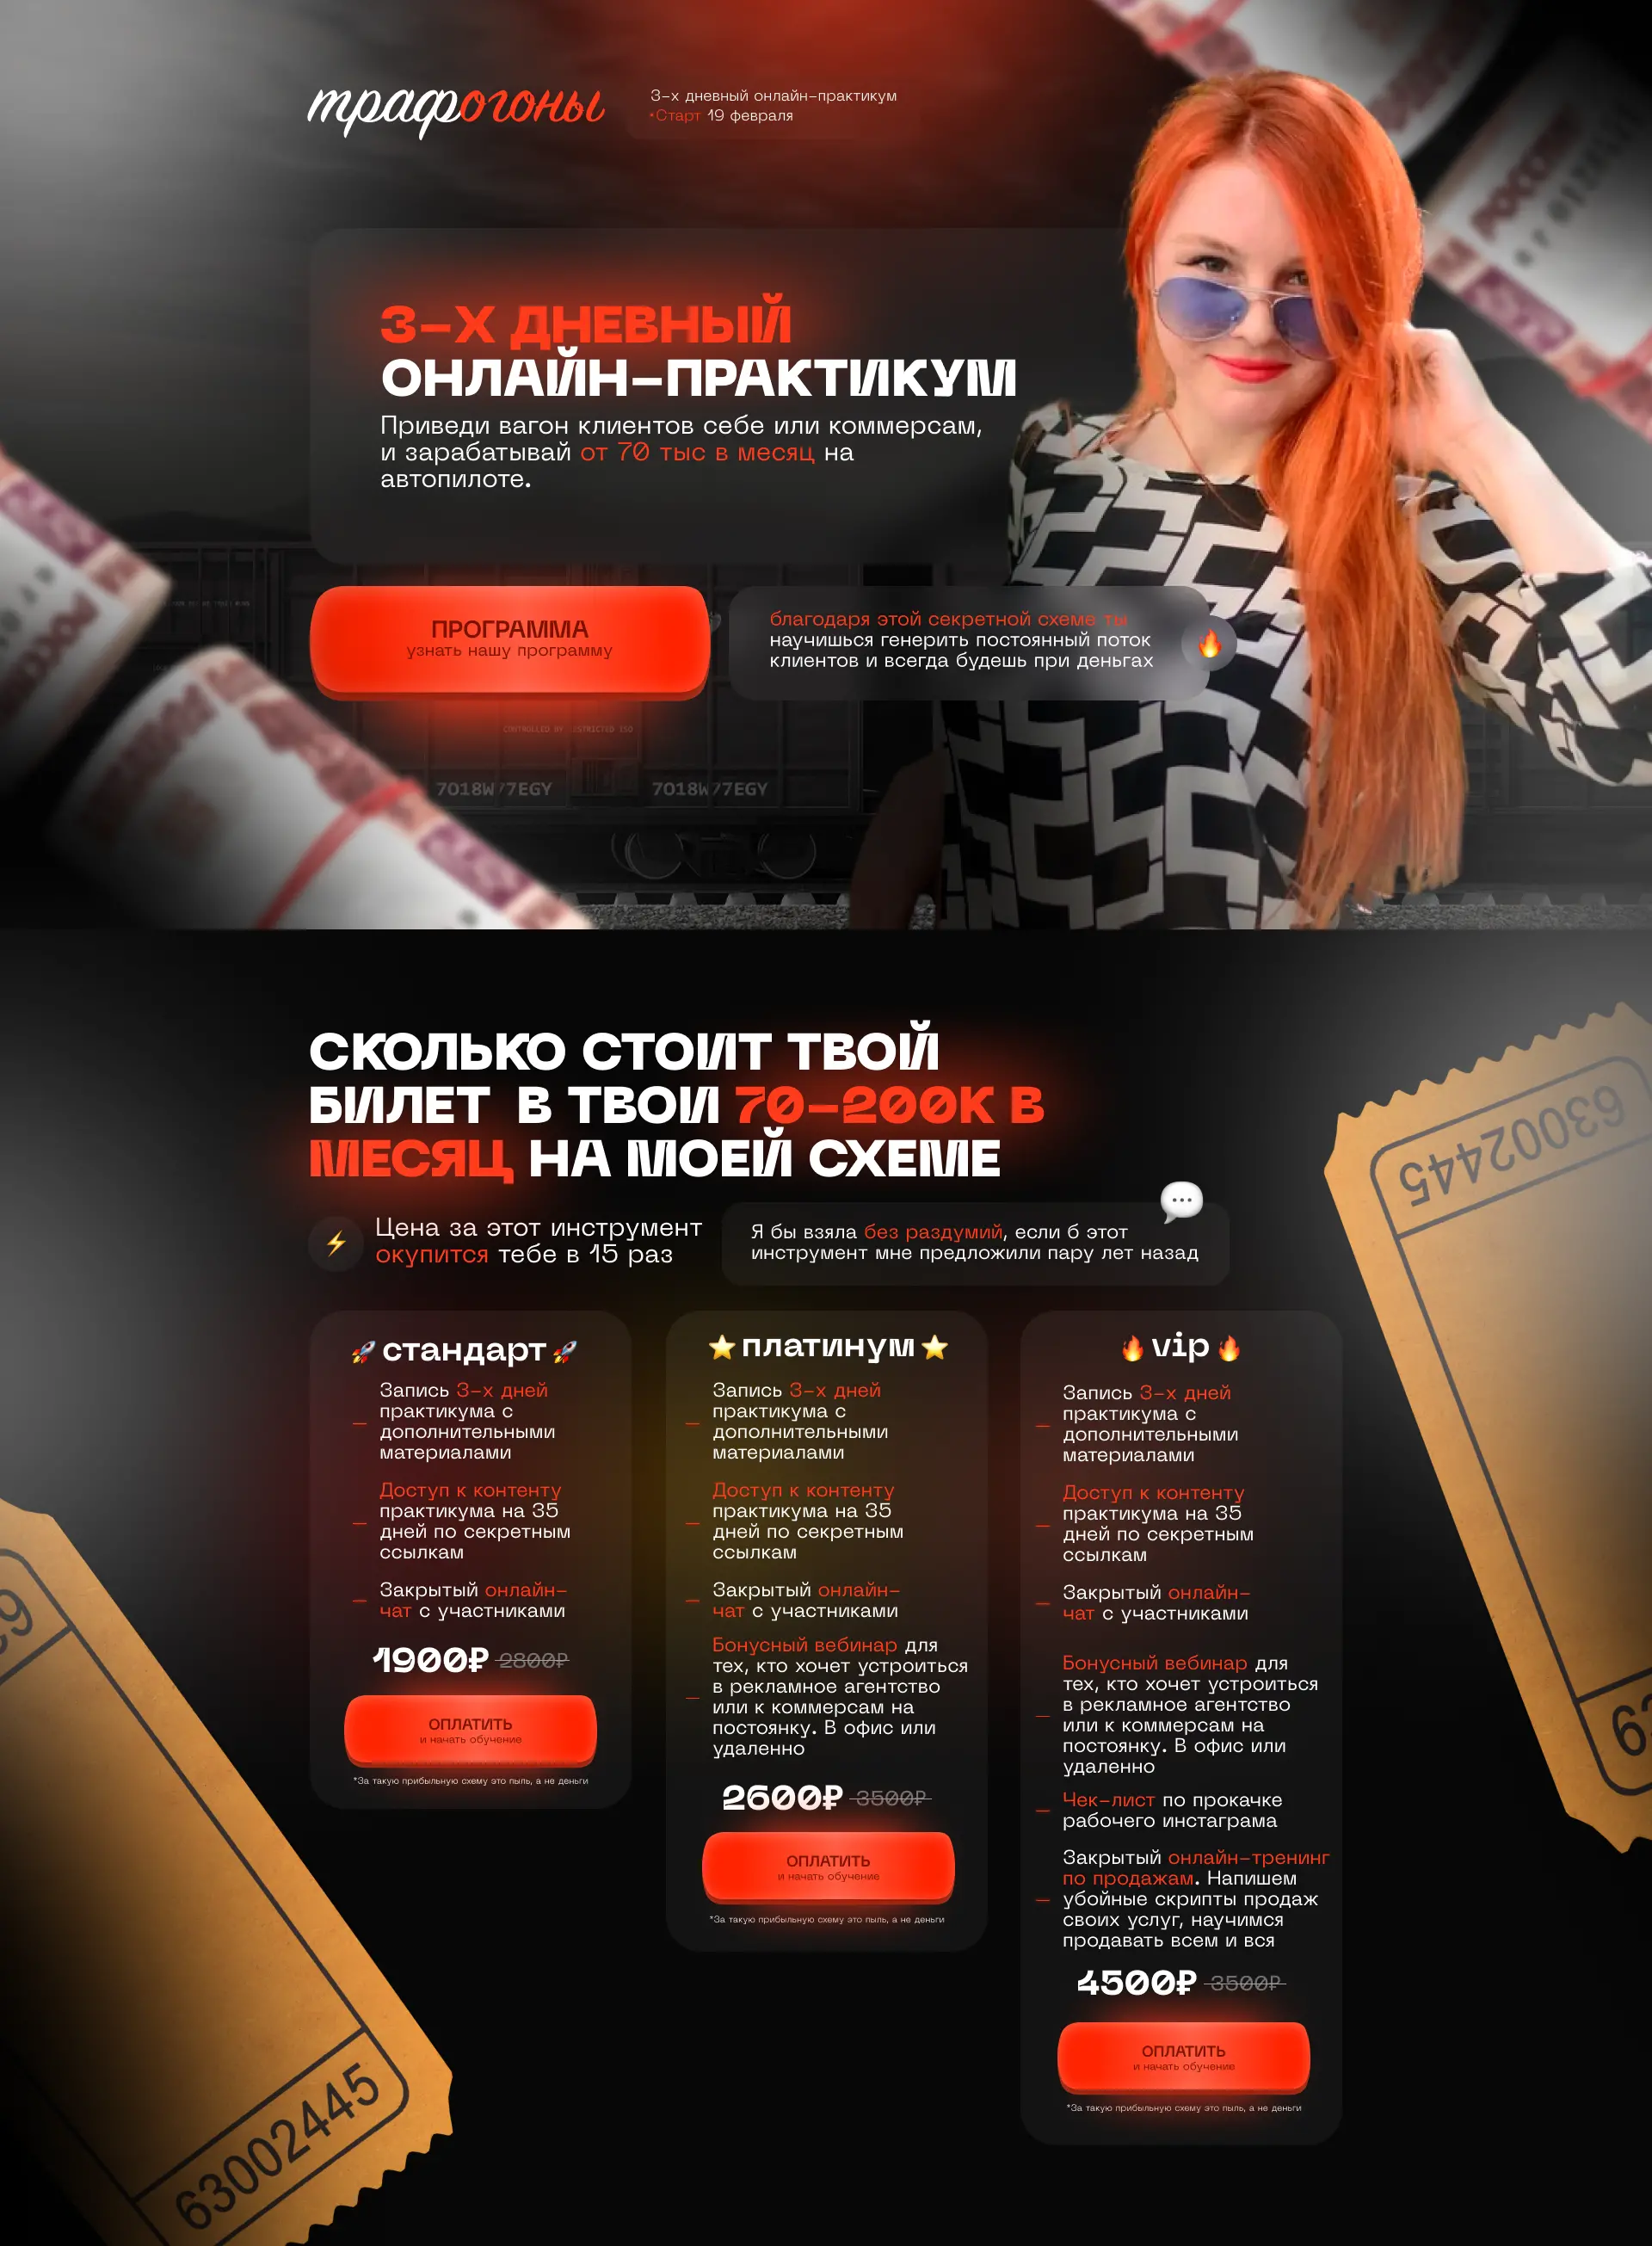 трафогоны
3-х дневный онлайн-практикум
*Старт 19 февраля
3-Х ДНЕВНЫЙ
ОНЛАЙН-ПРАКТИКУМ
Приведи вагон клиентов себе или коммерсам,
и зарабатывай от 70 тыс в месяц на
автопилоте.
ПРОГРАММА
узнать нашу программу
благодаря этой секретной схеме ты
научишься генерить постоянный поток
клиентов и всегда будешь при деньгах
CONTROLLED BY
7018W77EGY
7018W77EGY
СКОЛЬКО СТОИТ ТВОЙ
БИЛЕТ В ТВОИ 70-200К В
МЕСЯЦ НА МОЕЙ СХЕМЕ
Цена за этот инструмент
окупится тебе в 15 раз
Я бы взяла без раздумий, если б этот
инструмент мне предложили пару лет назад
63002445
🚀 стандарт 🚀
— Запись 3-х дней
практикума с
дополнительными
материалами
— Доступ к контенту
практикума на 35
дней по секретным
ссылкам
— Закрытый онлайн-
чат с участниками
1900₽ 2800₽
ОПЛАТИТЬ
и начать обучение
*За такую прибыльную схему это пыль, а не деньги
⭐ платинум ⭐
— Запись 3-х дней
практикума с
дополнительными
материалами
— Доступ к контенту
практикума на 35
дней по секретным
ссылкам
— Закрытый онлайн-
чат с участниками
— Бонусный вебинар для
тех, кто хочет устроиться
в рекламное агентство
или к коммерсам на
постоянку. В офис или
удаленно
2600₽ 3500₽
ОПЛАТИТЬ
и начать обучение
*За такую прибыльную схему это пыль, а не деньги
🔥 vip 🔥
— Запись 3-х дней
практикума с
дополнительными
материалами
— Доступ к контенту
практикума на 35
дней по секретным
ссылкам
— Закрытый онлайн-
чат с участниками
— Бонусный вебинар для
тех, кто хочет устроиться
в рекламное агентство
или к коммерсам на
постоянку. В офис или
удаленно
— Чек-лист по прокачке
рабочего инстаграма
— Закрытый онлайн-тренинг
по продажам. Напишем
убойные скрипты продаж
своих услуг, научимся
продавать всем и вся
4500₽ 3500₽
ОПЛАТИТЬ
и начать обучение
*За такую прибыльную схему это пыль, а не деньги
63002445